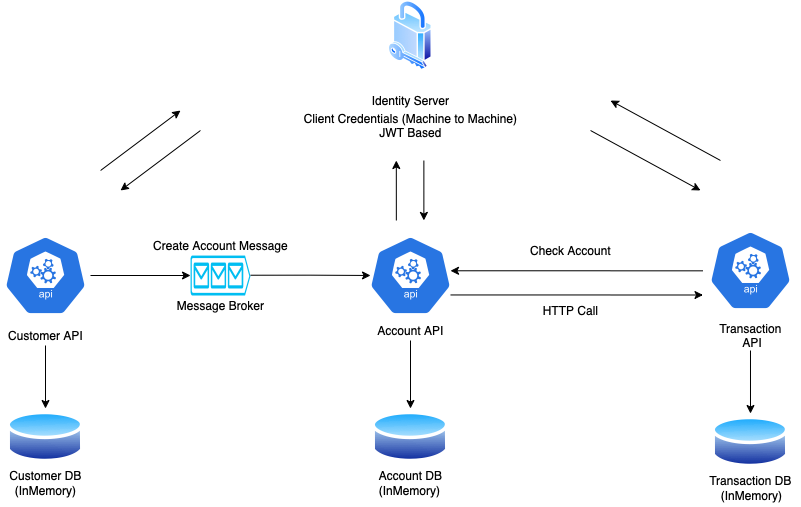 Identity Server
Client Credentials (Machine to Machine)
JWT Based
Create Account Message
Message Broker
Check Account
HTTP Call
api
api
api
Customer API
Account API
Transaction
API
Customer DB
(InMemory)
Account DB
(InMemory)
Transaction DB
(InMemory)